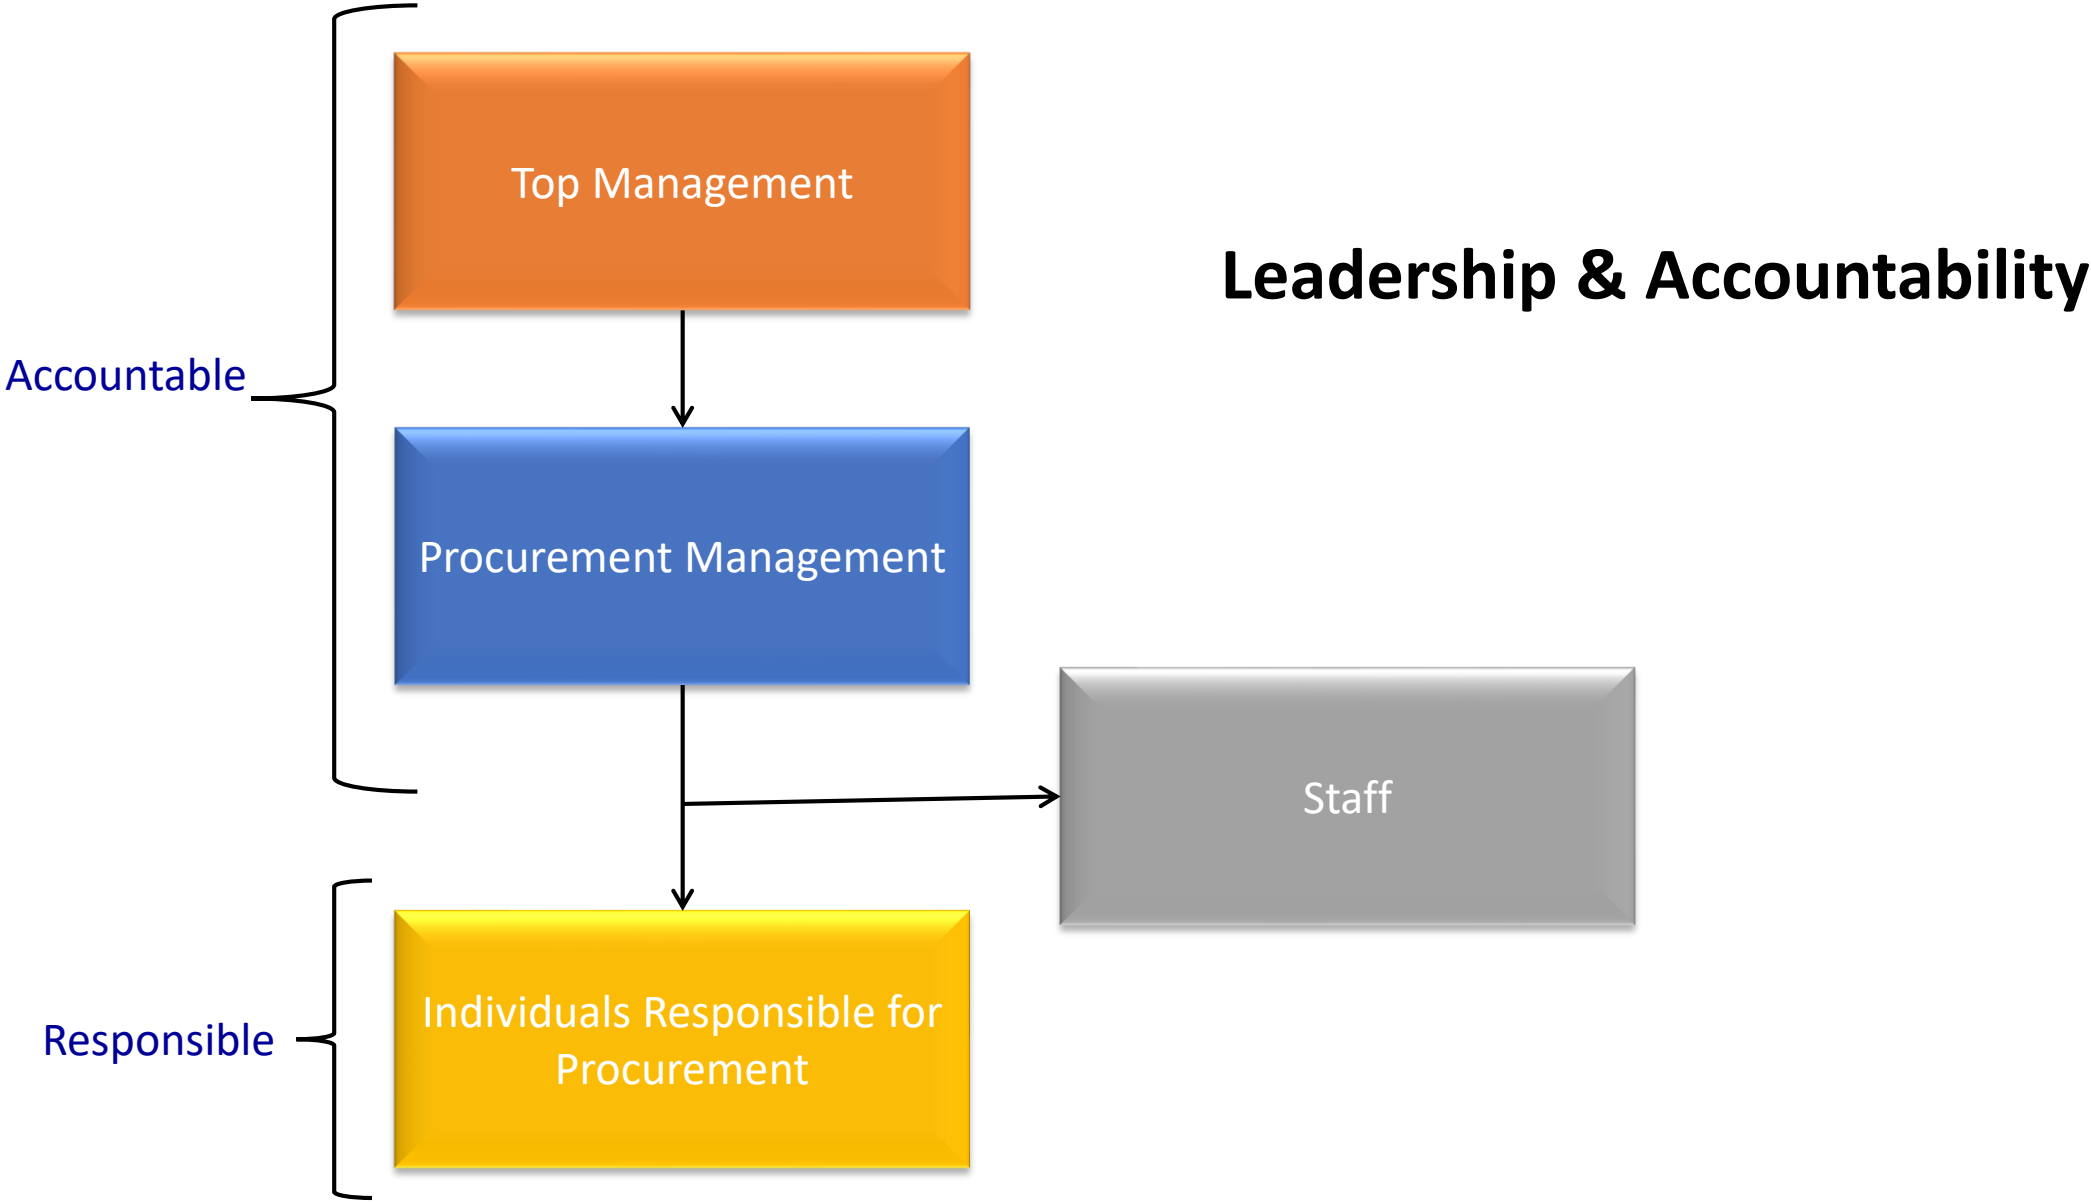 Top Management
Leadership & Accountability
Accountable
Procurement Management
Staff
Individuals Responsible for
Procurement
Responsible